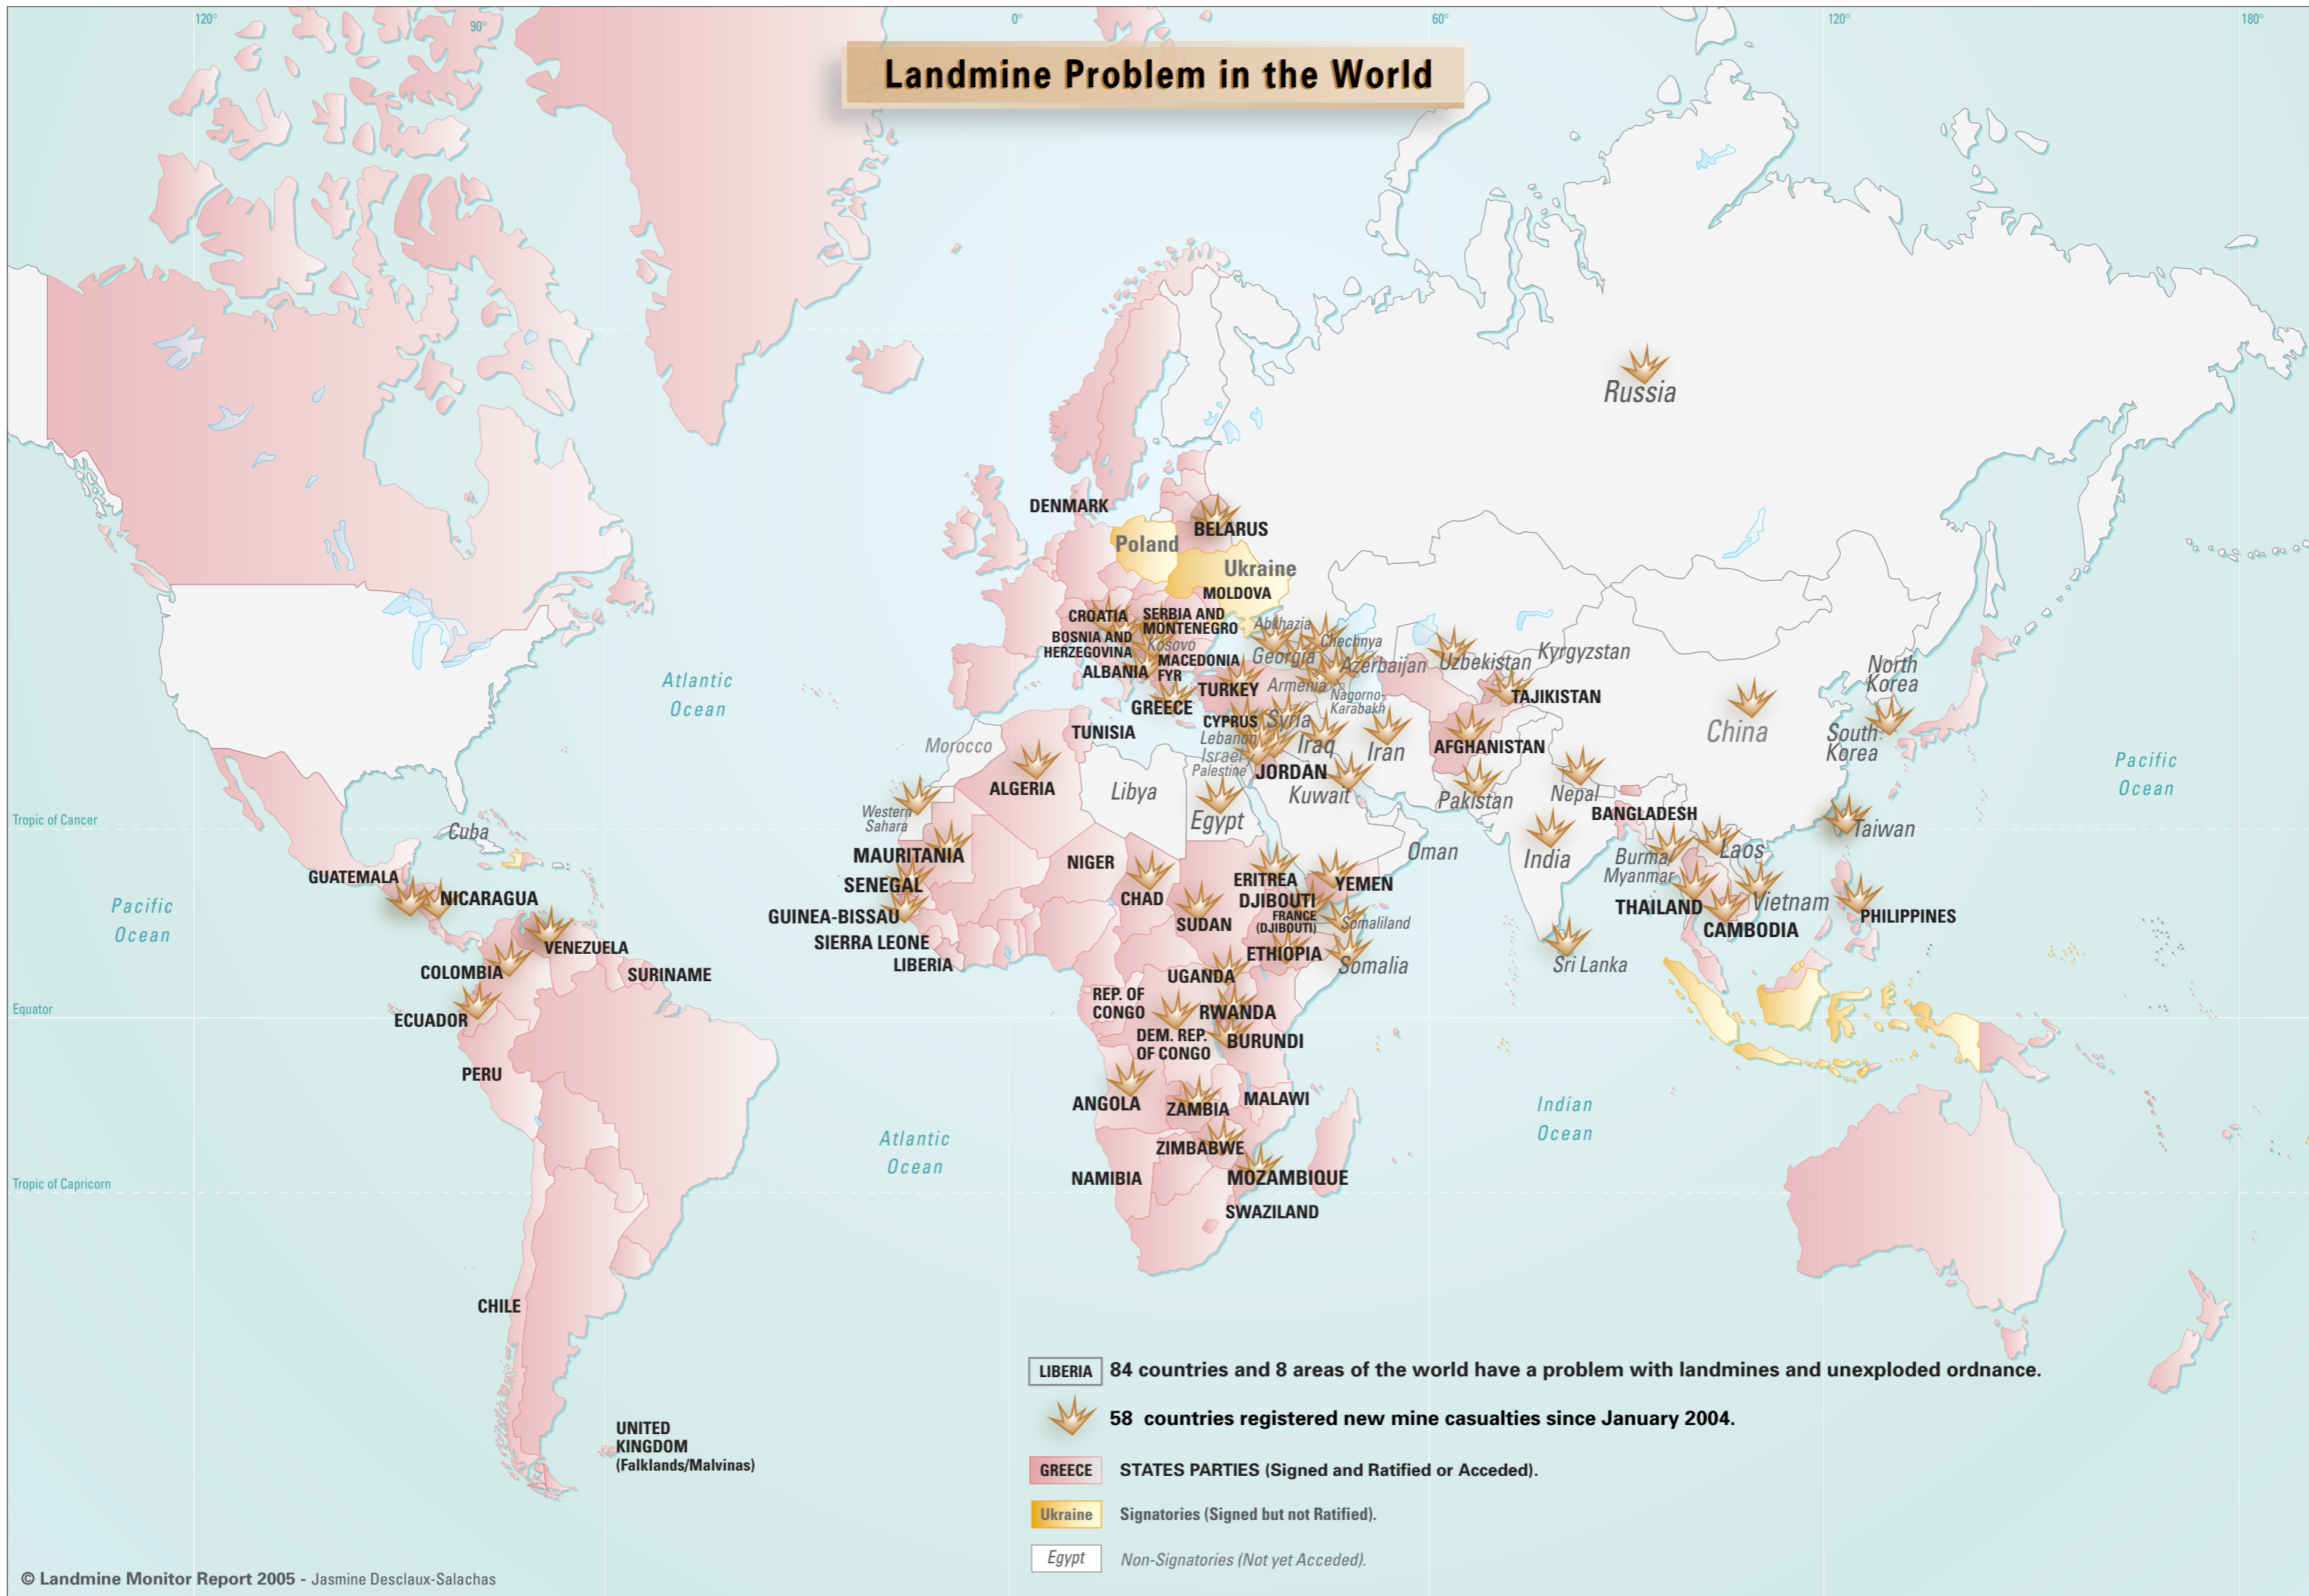 120°
90°
0°
60°
120°
180°
Landmine Problem in the World
Russia
DENMARK
BELARUS
Poland
Ukraine
MOLDOVA
CROATIA
SERBIA AND
MONTENEGRO
BOSNIA AND
HERZEGOVINA
Kosovo
ALBANIA
MACEDONIA
FYR
GREECE
TURKEY
Abkhazia
Chechnya
Georgia
Azerbaijan
Armenia
Nagorno-
Karabakh
Uzbekistan
Kyrgyzstan
TAJIKISTAN
North
Korea
South
Korea
China
Atlantic
Ocean
TUNISIA
CYPRUS
Syria
Lebanon
Israel
Palestine
JORDAN
Iraq
Iran
Kuwait
AFGHANISTAN
Pakistan
Nepal
BANGLADESH
India
Burma/
Myanmar
Laos
Taiwan
THAILAND
Vietnam
CAMBODIA
PHILIPPINES
Sri Lanka
Pacific
Ocean
Morocco
ALGERIA
Libya
Egypt
Western
Sahara
Oman
Tropic of Cancer
Cuba
MAURITANIA
NIGER
SENEGAL
CHAD
ERITREA
YEMEN
GUINEA-BISSAU
SUDAN
DJIBOUTI
FRANCE
(DJIBOUTI)
Somaliland
SIERRA LEONE
LIBERIA
ETHIOPIA
Somalia
UGANDA
GUATEMALA
NICARAGUA
Pacific
Ocean
VENEZUELA
COLOMBIA
SURINAME
Equator
ECUADOR
PERU
REP. OF
CONGO
RWANDA
DEM. REP.
OF CONGO
BURUNDI
ANGOLA
ZAMBIA
MALAWI
Indian
Ocean
Atlantic
Ocean
ZIMBABWE
NAMIBIA
MOZAMBIQUE
SWAZILAND
Tropic of Capricorn
CHILE
UNITED
KINGDOM
(Falklands/Malvinas)
LIBERIA 84 countries and 8 areas of the world have a problem with landmines and unexploded ordnance.
58 countries registered new mine casualties since January 2004.
GREECE STATES PARTIES (Signed and Ratified or Acceded).
Ukraine Signatories (Signed but not Ratified).
Egypt Non-Signatories (Not yet Acceded).
© Landmine Monitor Report 2005 - Jasmine Desclaux-Salachas